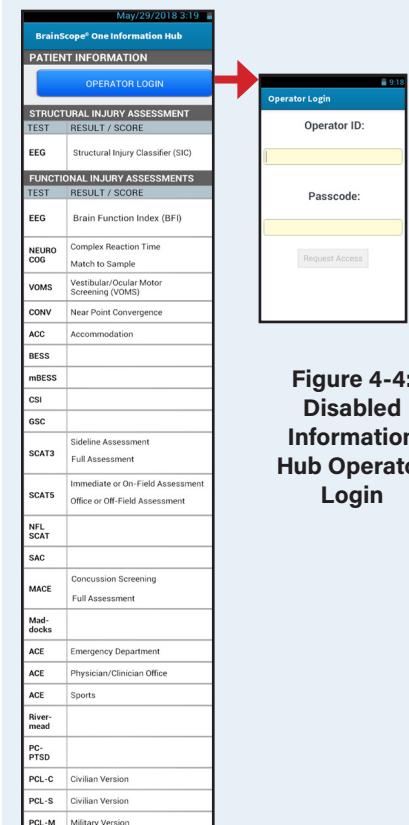 May/29/2018 3:19
BrainScope® One Information Hub
PATIENT INFORMATION
OPERATOR LOGIN
STRUCTURAL INJURY ASSESSMENT
TEST RESULT / SCORE
EEG Structural Injury Classifier (SIC)
FUNCTIONAL INJURY ASSESSMENTS
TEST RESULT / SCORE
EEG Brain Function Index (BFI)
NEURO COG Complex Reaction Time
Match to Sample
VOMS Vestibular/Ocular Motor
Screening (VOMS)
CONV Near Point Convergence
ACC Accommodation
BESS
mBESS
CSI
GSC
SCAT3 Sideline Assessment
Full Assessment
SCAT5 Immediate or On-Field Assessment
Office or Off-Field Assessment
NFL
SCAT
SAC
MACE Concussion Screening
Full Assessment
Mad-
docks
ACE Emergency Department
ACE Physician/Clinician Office
ACE Sports
River-
mead
PC-
PTSD
PCL-C Civilian Version
PCL-S Civilian Version
PCL-M Military Version
9:18
Operator Login
Operator ID:
Passcode:
Request Access
Figure 4-4:
Disabled
Information
Hub Operato
Login